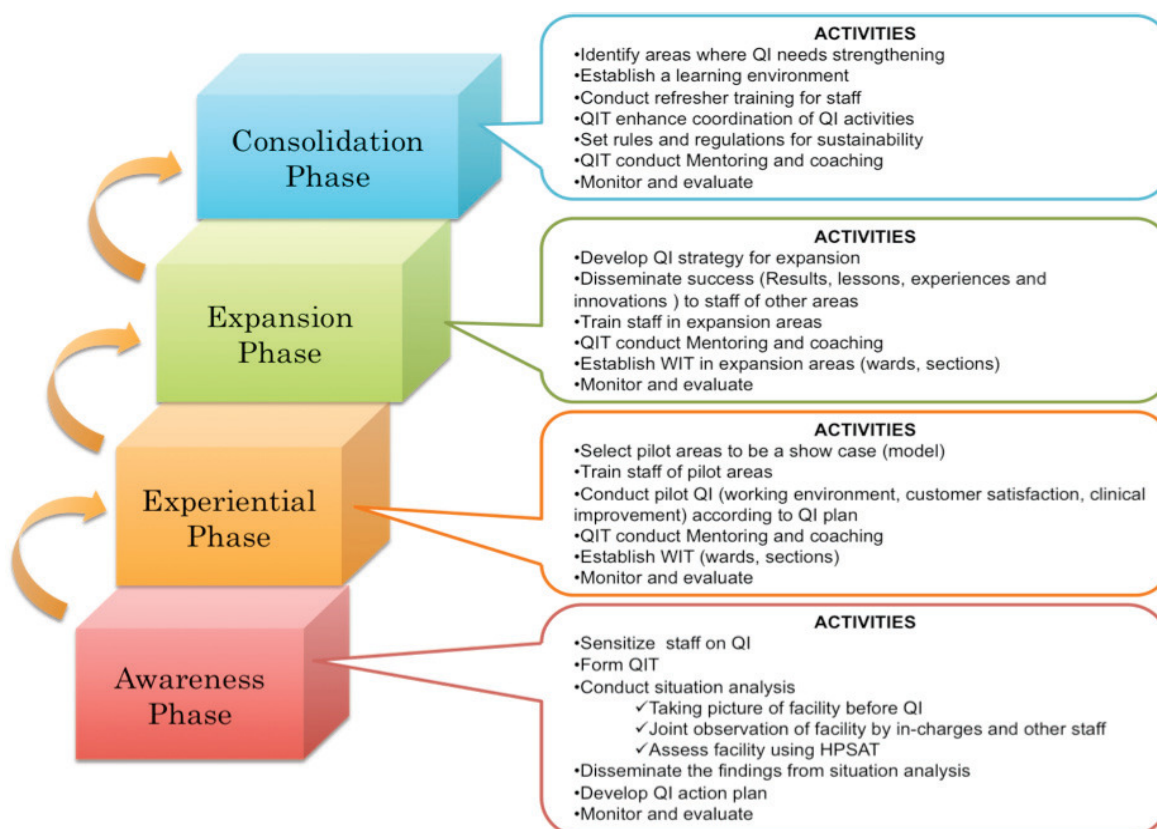 ACTIVITIES
•Identify areas where QI needs strengthening
•Establish a learning environment
•Conduct refresher training for staff
•QIT enhance coordination of QI activities
•Set rules and regulations for sustainability
•QIT conduct Mentoring and coaching
•Monitor and evaluate
Consolidation
Phase
ACTIVITIES
•Develop QI strategy for expansion
•Disseminate success (Results, lessons, experiences and
innovations ) to staff of other areas
•Train staff in expansion areas
•QIT conduct Mentoring and coaching
•Establish WIT in expansion areas (wards, sections)
•Monitor and evaluate
Expansion
Phase
ACTIVITIES
•Select pilot areas to be a show case (model)
•Train staff of pilot areas
•Conduct pilot QI (working environment, customer satisfaction, clinical
improvement) according to QI plan
•QIT conduct Mentoring and coaching
•Establish WIT (wards, sections)
•Monitor and evaluate
Experiential
Phase
ACTIVITIES
•Sensitize staff on QI
•Form QIT
•Conduct situation analysis
✓Taking picture of facility before QI
✓Joint observation of facility by in-charges and other staff
✓Assess facility using HPSAT
•Disseminate the findings from situation analysis
•Develop QI action plan
•Monitor and evaluate
Awareness
Phase